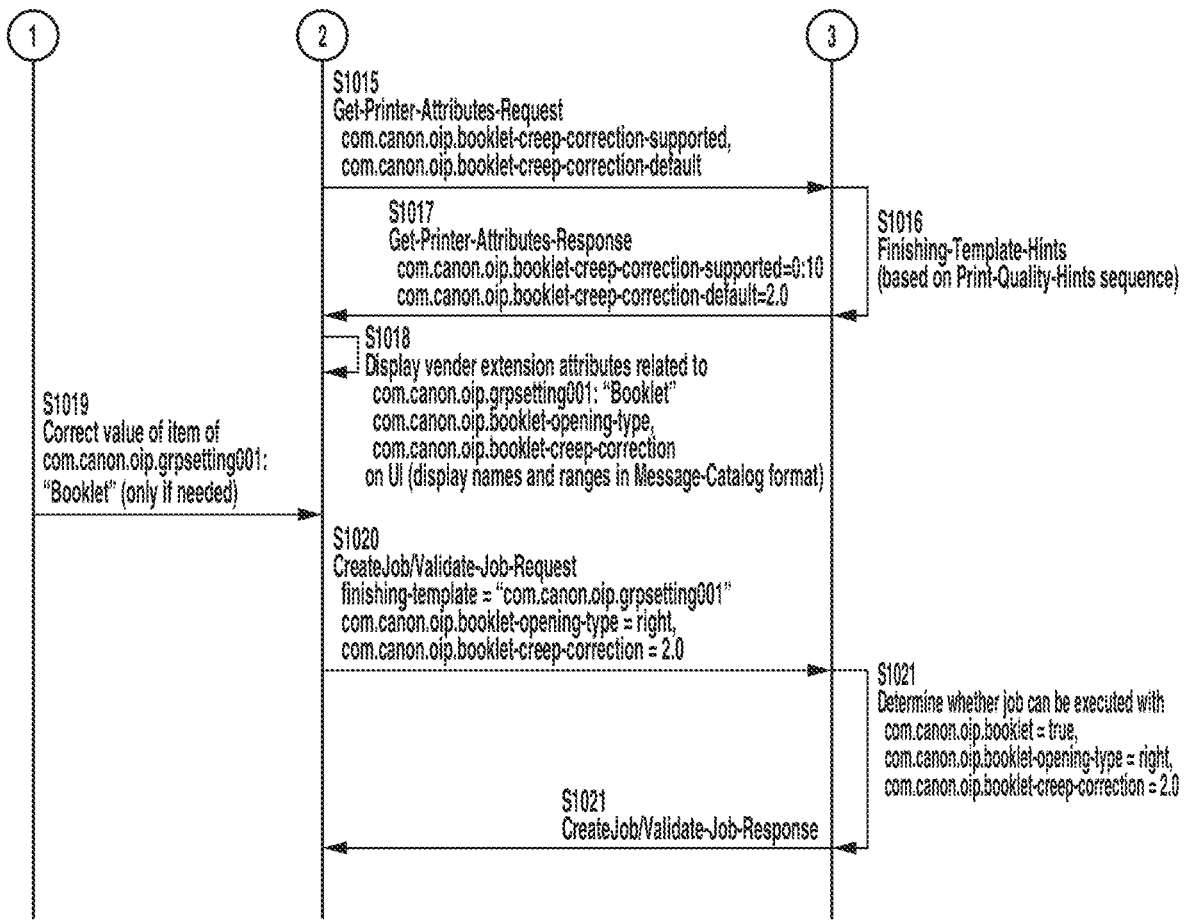 1
2
3
S1015
Get-Printer-Attributes-Request
com.canon.oip.booklet-creep-correction-supported,
com.canon.oip.booklet-creep-correction-default
S1016
Finishing-Template-Hints
(based on Print-Quality-Hints sequence)
S1017
Get-Printer-Attributes-Response
com.canon.oip.booklet-creep-correction-supported=0:10
com.canon.oip.booklet-creep-correction-default=2.0
S1018
Display vender extension attributes related to
com.canon.oip.grpsetting001: “Booklet”
com.canon.oip.booklet-opening-type,
com.canon.oip.booklet-creep-correction
on UI (display names and ranges in Message-Catalog format)
S1019
Correct value of item of
com.canon.oip.grpsetting001:
“Booklet” (only if needed)
S1020
CreateJob/Validate-Job-Request
finishing-template = “com.canon.oip.grpsetting001”
com.canon.oip.booklet-opening-type = right,
com.canon.oip.booklet-creep-correction = 2.0
S1021
Determine whether job can be executed with
com.canon.oip.booklet = true,
com.canon.oip.booklet-opening-type = right,
com.canon.oip.booklet-creep-correction = 2.0
S1021
CreateJob/Validate-Job-Response